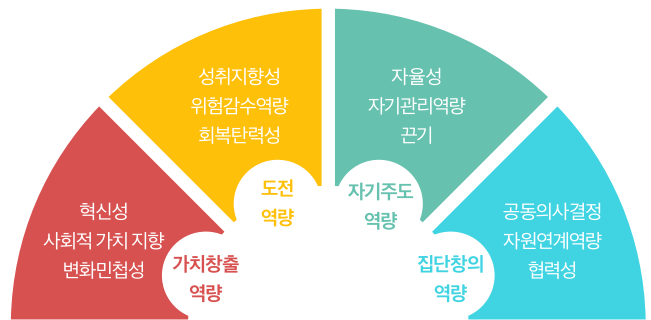 혁신성
사회적 가치 지향
변화민첩성
가치창출
역량
성취지향성
위험감수역량
회복탄력성
도전
역량
자율성
자기관리역량
끈기
자기주도
역량
공동의사결정
자원연계역량
협력성
집단창의
역량